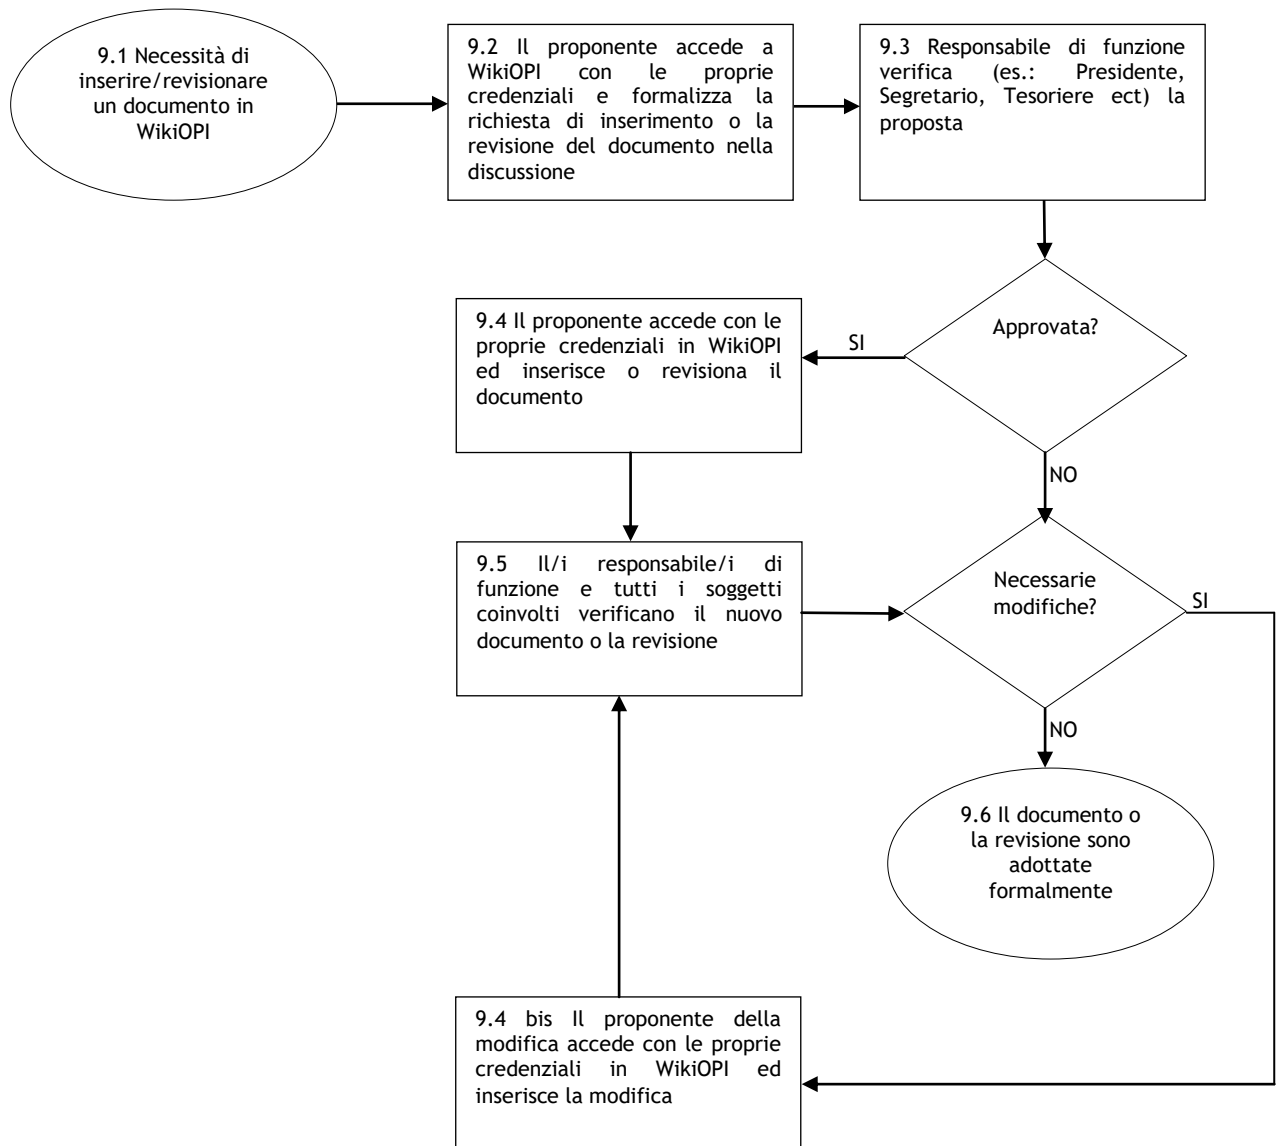 9.1 Necessità di
inserire/revisionare
un documento in
WikiOPI
9.2 Il proponente accede a
WikiOPI con le proprie
credenziali e formalizza la
richiesta di inserimento o la
revisione del documento nella
discussione
9.3 Responsabile di funzione
verifica (es.: Presidente,
Segretario, Tesoriere ect) la
proposta
Approvata?
SI
9.4 Il proponente accede con le
proprie credenziali in WikiOPI
ed inserisce o revisiona il
documento
NO
9.5 Il/i responsabile/i di
funzione e tutti i soggetti
coinvolti verificano il nuovo
documento o la revisione
Necessarie
modifiche?
SI
NO
9.6 Il documento o
la revisione sono
adottate
formalmente
9.4 bis Il proponente della
modifica accede con le proprie
credenziali in WikiOPI ed
inserisce la modifica